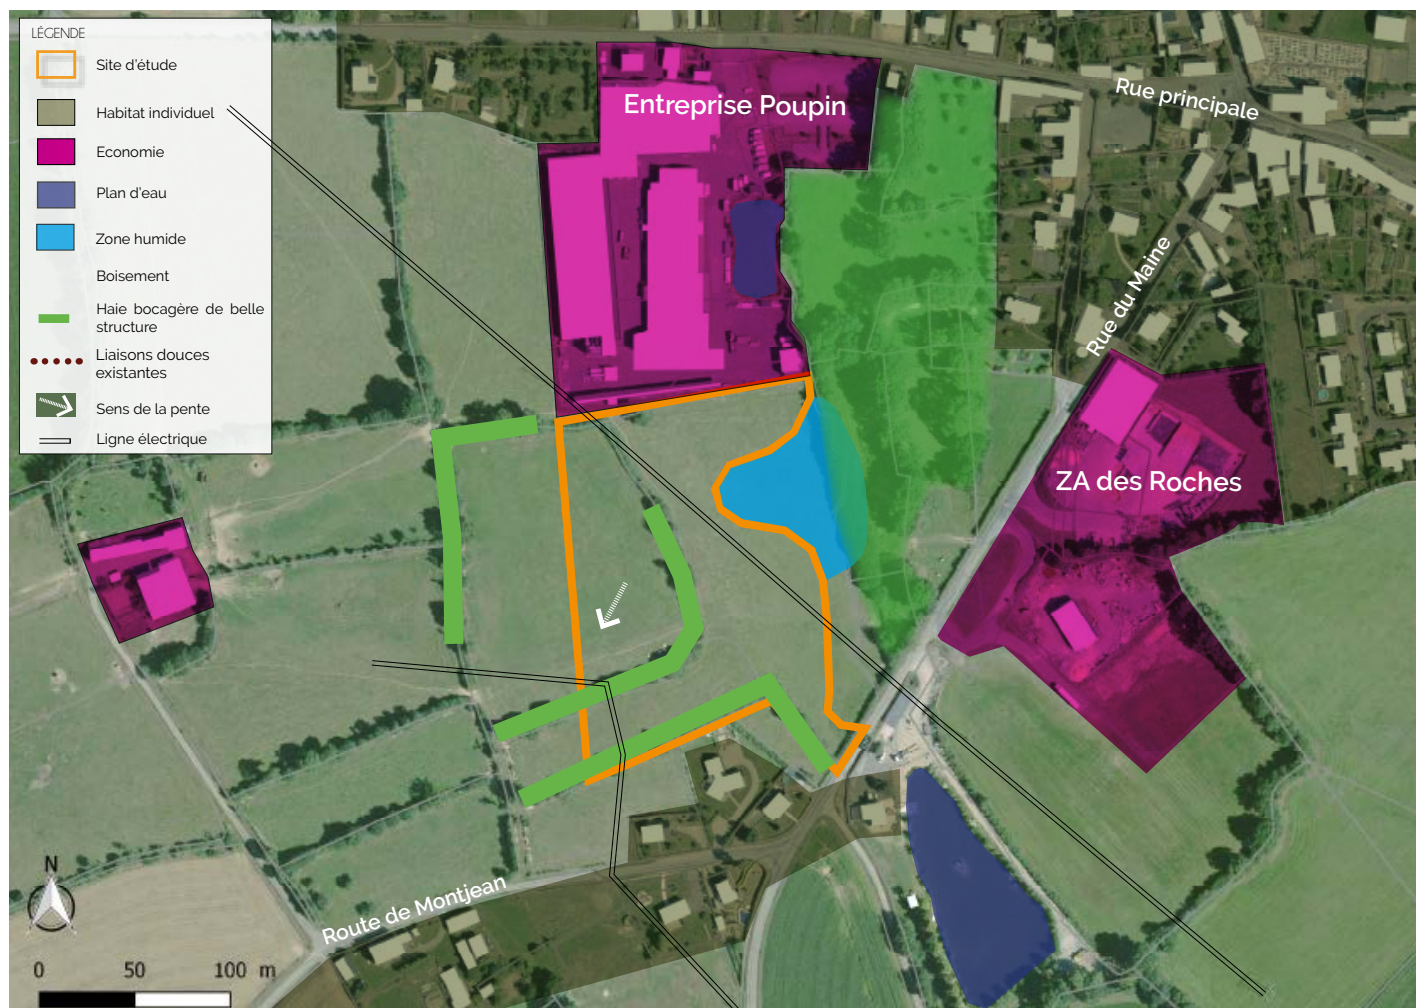 LÉGENDE
Site d'étude
Habitat individuel
Economie
Plan d'eau
Zone humide
Boisement
Haie bocagère de belle
structure
Liaisons douces
existantes
Sens de la pente
Ligne électrique
Entreprise Poupin
Rue principale
Rue du Maine
ZA des Roches
Route de Montjean
N
0 50 100 m